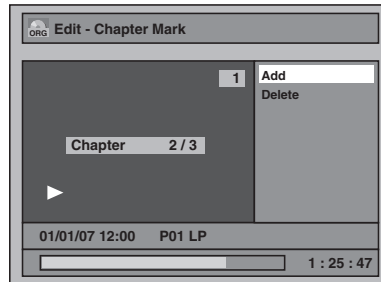 ORG Edit - Chapter Mark
1
Add
Delete
Chapter 2 / 3
01/01/07 12:00 P01 LP
1 : 25 : 47